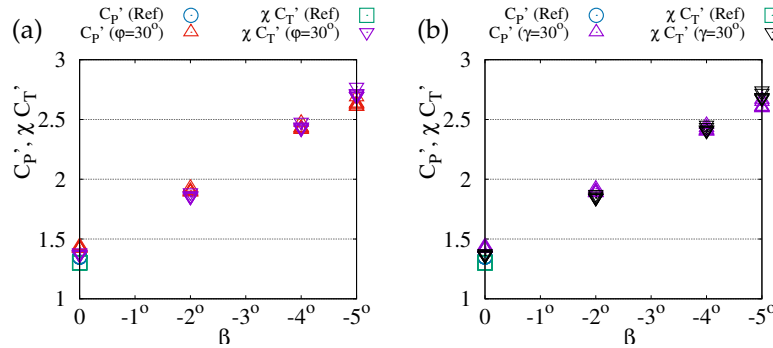 (a)
C_P' (Ref) χ C_T' (Ref)
C_P' (φ=30°) χ C_T' (φ=30°)
C_P', χ C_T'
3
2.5
2
1.5
1
0 -1° -2° -3° -4° -5°
β
(b)
C_P' (Ref) χ C_T' (Ref)
C_P' (γ=30°) χ C_T' (γ=30°)
C_P', χ C_T'
3
2.5
2
1.5
1
0 -1° -2° -3° -4° -5°
β